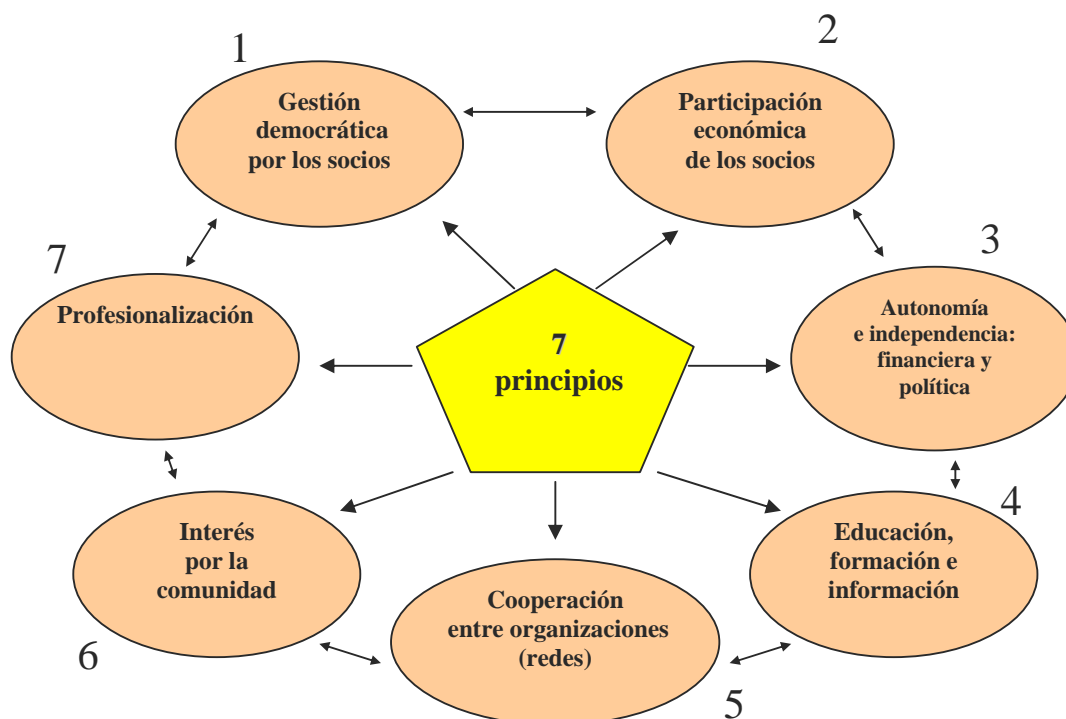 1
Gestión
democrática
por los socios
2
Participación
económica
de los socios
3
Autonomía
e independencia:
financiera y
política
4
Educación,
formación e
información
5
Cooperación
entre organizaciones
(redes)
6
Interés
por la
comunidad
7
Profesionalización
7
principios